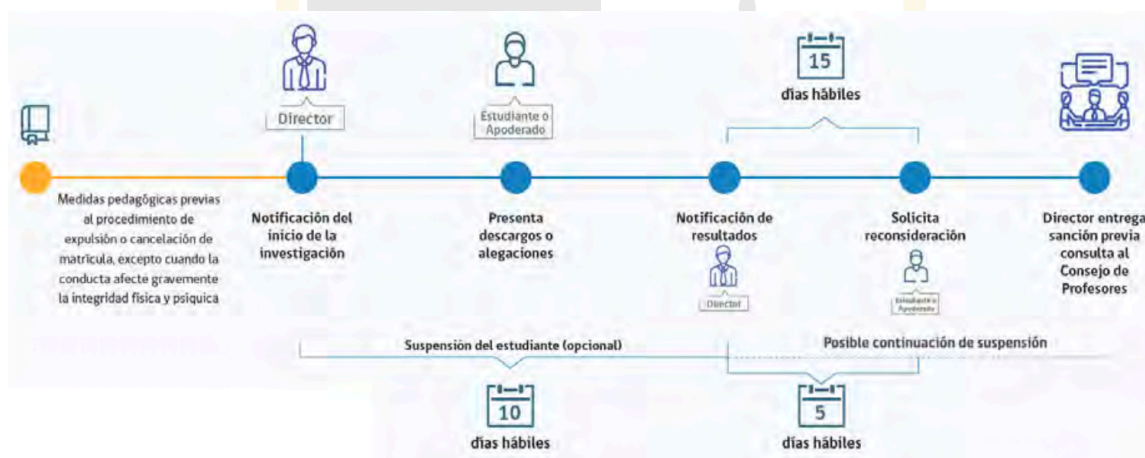 15
días hábiles
Director
Estudiante o
Apoderado
Medidas pedagógicas previas
al procedimiento de
expulsión o cancelación de
matrícula, excepto cuando la
conducta afecte gravemente
la integridad física y psíquica
Notificación del
inicio de la
investigación
Presenta
descargos o
alegaciones
Notificación de
resultados
Director
Solicita
reconsideración
Estudiante o
Apoderado
Director entrega
sanción previa
consulta al
Consejo de
Profesores
Suspensión del estudiante (opcional)
Posible continuación de suspensión
10
días hábiles
5
días hábiles